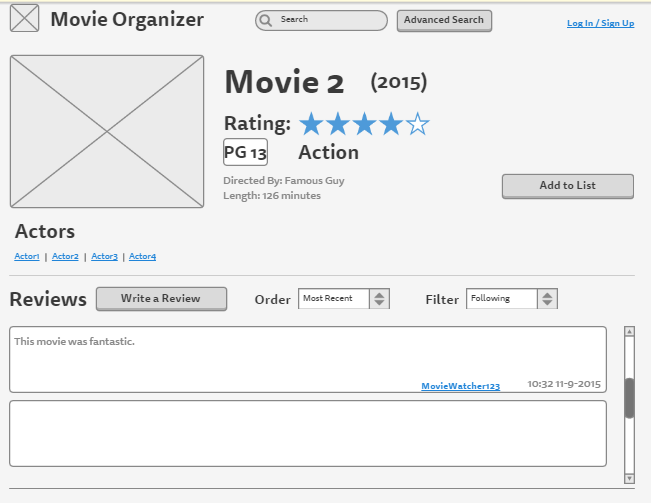 Movie Organizer Search Advanced Search Log In / Sign Up
Movie 2 (2015)
Rating:
PG 13 Action
Directed By: Famous Guy
Length: 126 minutes
Add to List
Actors
Actor1 | Actor2 | Actor3 | Actor4
Reviews Write a Review Order Most Recent Filter Following
This movie was fantastic.
MovieWatcher123 10:32 11-9-2015